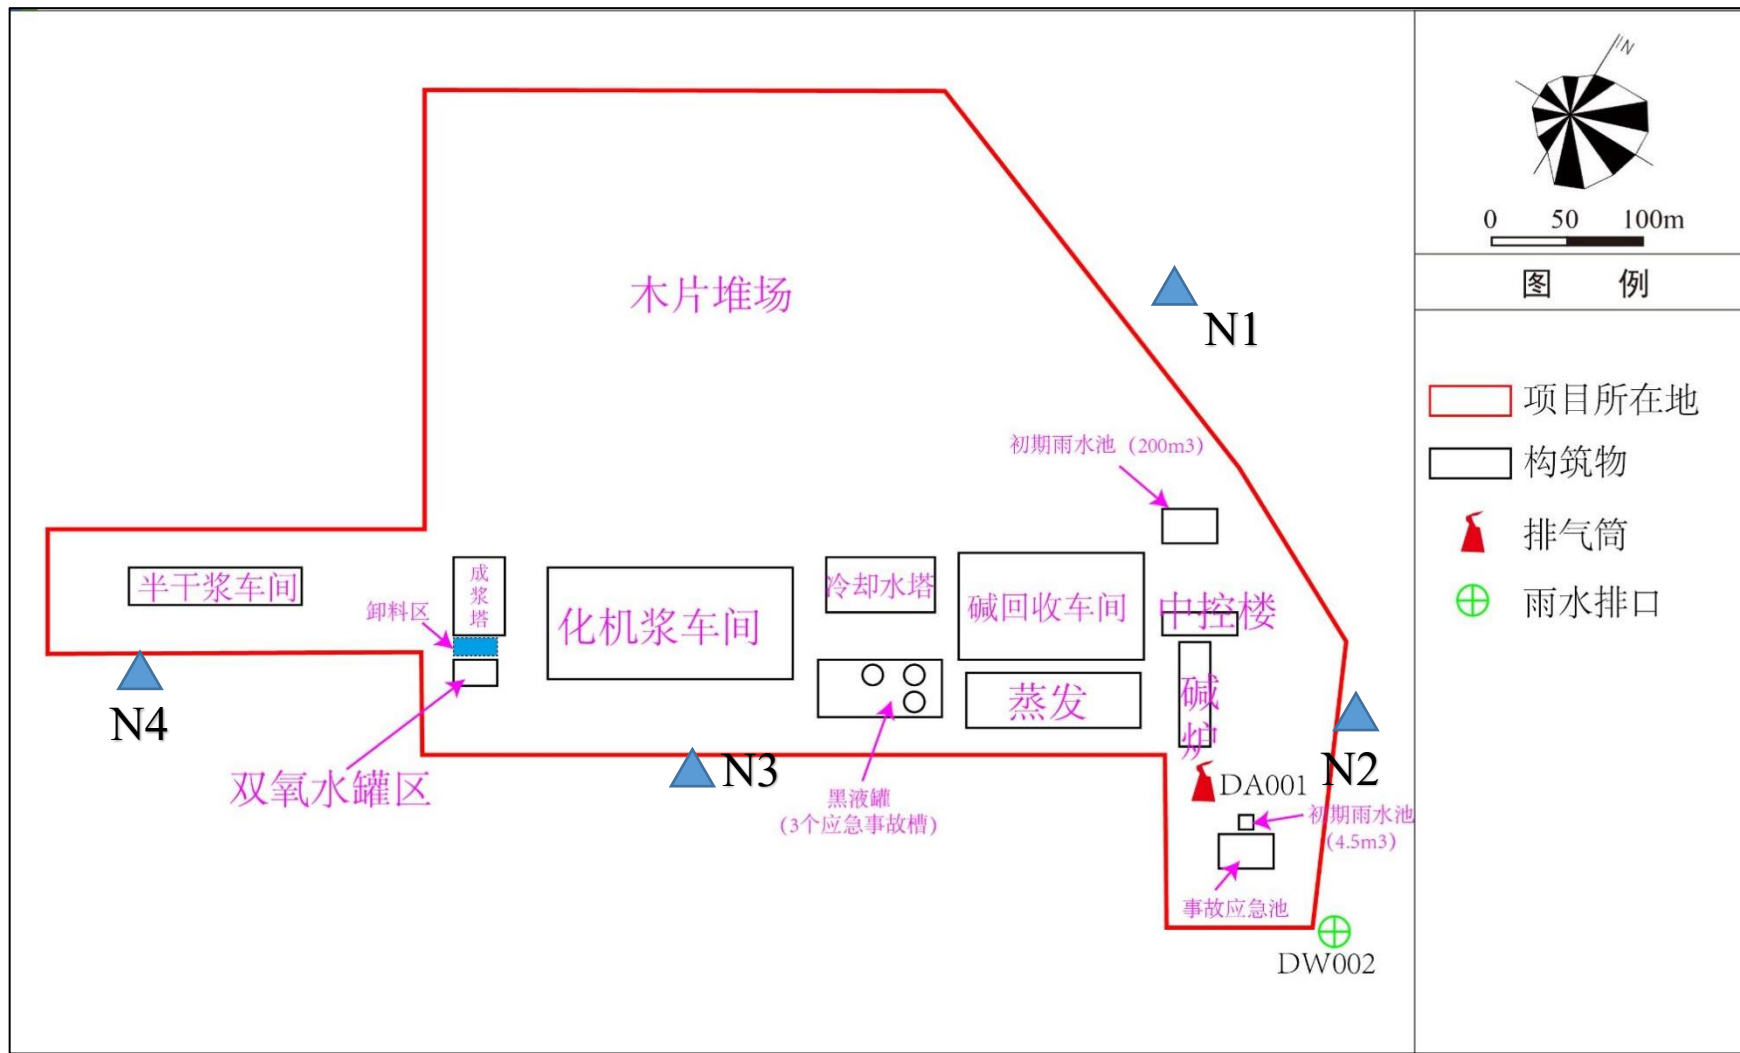 N
0 50 100m
图 例
项目所在地
构筑物
排气筒
雨水排口
木片堆场
N1
初期雨水池（200m3）
半干浆车间
成
浆
塔
卸料区
化机浆车间
冷却水塔
碱回收车间
中控楼
蒸发
碱
炉
N4
N3
N2
双氧水罐区
黑液罐
(3个应急事故槽)
DA001
初期雨水池
(4.5m3)
事故应急池
DW002